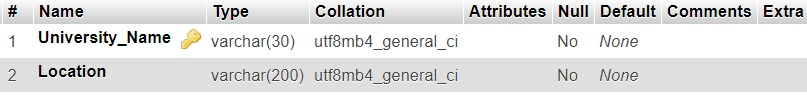 # Name Type Collation Attributes Null Default Comments Extra
1 University_Name varchar(30) utf8mb4_general_ci No None
2 Location varchar(200) utf8mb4_general_ci No None